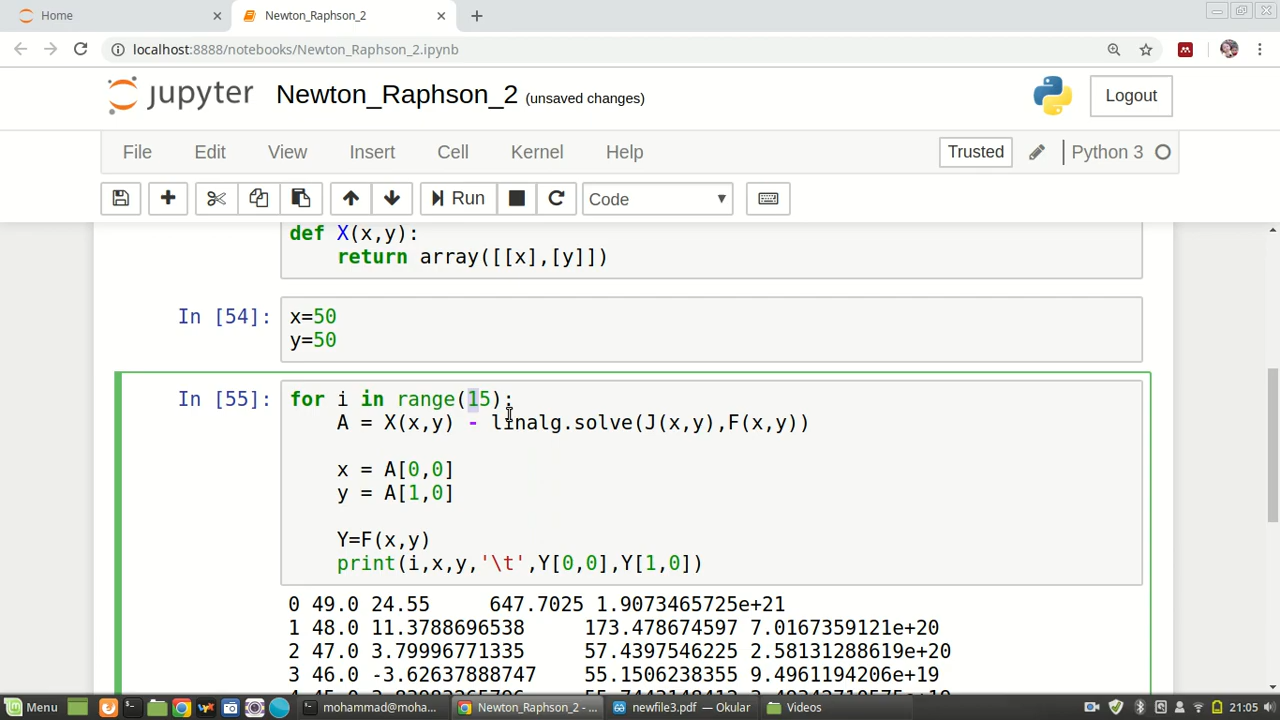 Home
Newton_Raphson_2
localhost:8888/notebooks/Newton_Raphson_2.ipynb
jupyter Newton_Raphson_2 (unsaved changes) Logout
File Edit View Insert Cell Kernel Help Trusted Python 3
Run Code
def X(x,y):
    return array([[x],[y]])
In [54]: x=50
y=50
In [55]: for i in range(15):
    A = X(x,y) - linalg.solve(J(x,y),F(x,y))
    x = A[0,0]
    y = A[1,0]
    Y=F(x,y)
    print(i,x,y,'\t',Y[0,0],Y[1,0])
0 49.0 24.55 	 647.7025 1.9073465725e+21
1 48.0 11.3788696538 	 173.478674597 7.0167359121e+20
2 47.0 3.79996771335 	 57.4397546225 2.58131288619e+20
3 46.0 -3.62637888747 	 55.1506238355 9.4961194206e+19
Menu mohammad@moha... Newton_Raphson_2 - ... newfile3.pdf — Okular Videos 21:05